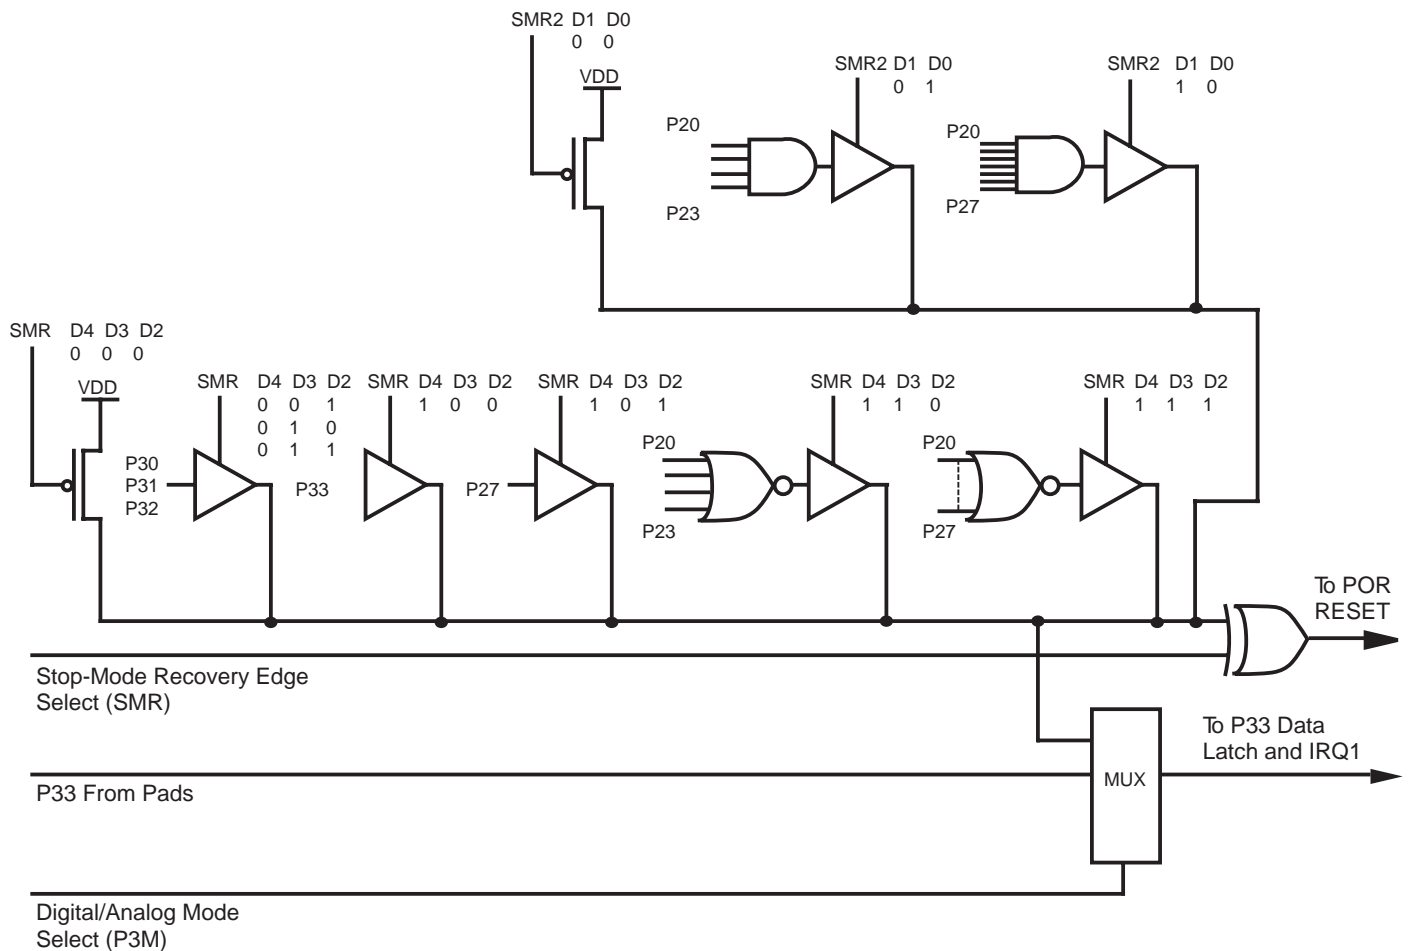 SMR2 D1 D0
0 0
VDD
SMR2 D1 D0
0 1
SMR2 D1 D0
1 0
P20
P23
P20
P27
SMR D4 D3 D2
0 0 0
VDD
SMR D4 D3 D2
0 0 1
0 1 0
0 1 1
SMR D4 D3 D2
1 0 0
SMR D4 D3 D2
1 0 1
SMR D4 D3 D2
1 1 0
SMR D4 D3 D2
1 1 1
P30
P31
P32
P33
P27
P20
P23
P20
P27
To POR
RESET
Stop-Mode Recovery Edge
Select (SMR)
To P33 Data
Latch and IRQ1
MUX
P33 From Pads
Digital/Analog Mode
Select (P3M)